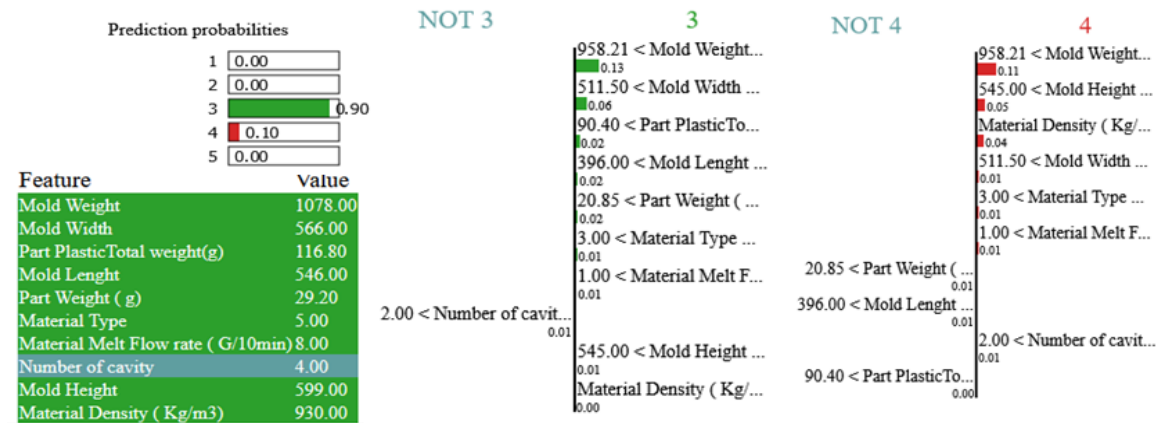 Prediction probabilities
1 0.00
2 0.00
3 0.90
4 0.10
5 0.00
Feature Value
Mold Weight 1078.00
Mold Width 566.00
Part PlasticTotal weight(g) 116.80
Mold Lenght 546.00
Part Weight ( g) 29.20
Material Type 5.00
Material Melt Flow rate ( G/10min) 8.00
Number of cavity 4.00
Mold Height 599.00
Material Density ( Kg/m3) 930.00
NOT 3 3
958.21 < Mold Weight...
0.13
511.50 < Mold Width ...
0.06
90.40 < Part PlasticTo...
0.02
396.00 < Mold Lenght ...
0.02
20.85 < Part Weight ( ...
0.02
3.00 < Material Type ...
0.01
1.00 < Material Melt F...
0.01
2.00 < Number of cavit...
0.01
545.00 < Mold Height ...
0.01
Material Density ( Kg/...
0.00
NOT 4 4
958.21 < Mold Weight...
0.11
545.00 < Mold Height ...
0.05
Material Density ( Kg/...
0.04
511.50 < Mold Width ...
0.01
3.00 < Material Type ...
0.01
1.00 < Material Melt F...
0.01
20.85 < Part Weight ( ...
0.01
396.00 < Mold Lenght ...
0.01
2.00 < Number of cavit...
0.01
90.40 < Part PlasticTo...
0.00